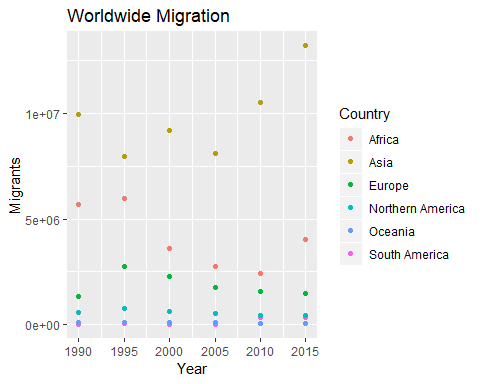 Worldwide Migration
Migrants
1e+07
5e+06
0e+00
1990 1995 2000 2005 2010 2015
Year
Country
Africa
Asia
Europe
Northern America
Oceania
South America